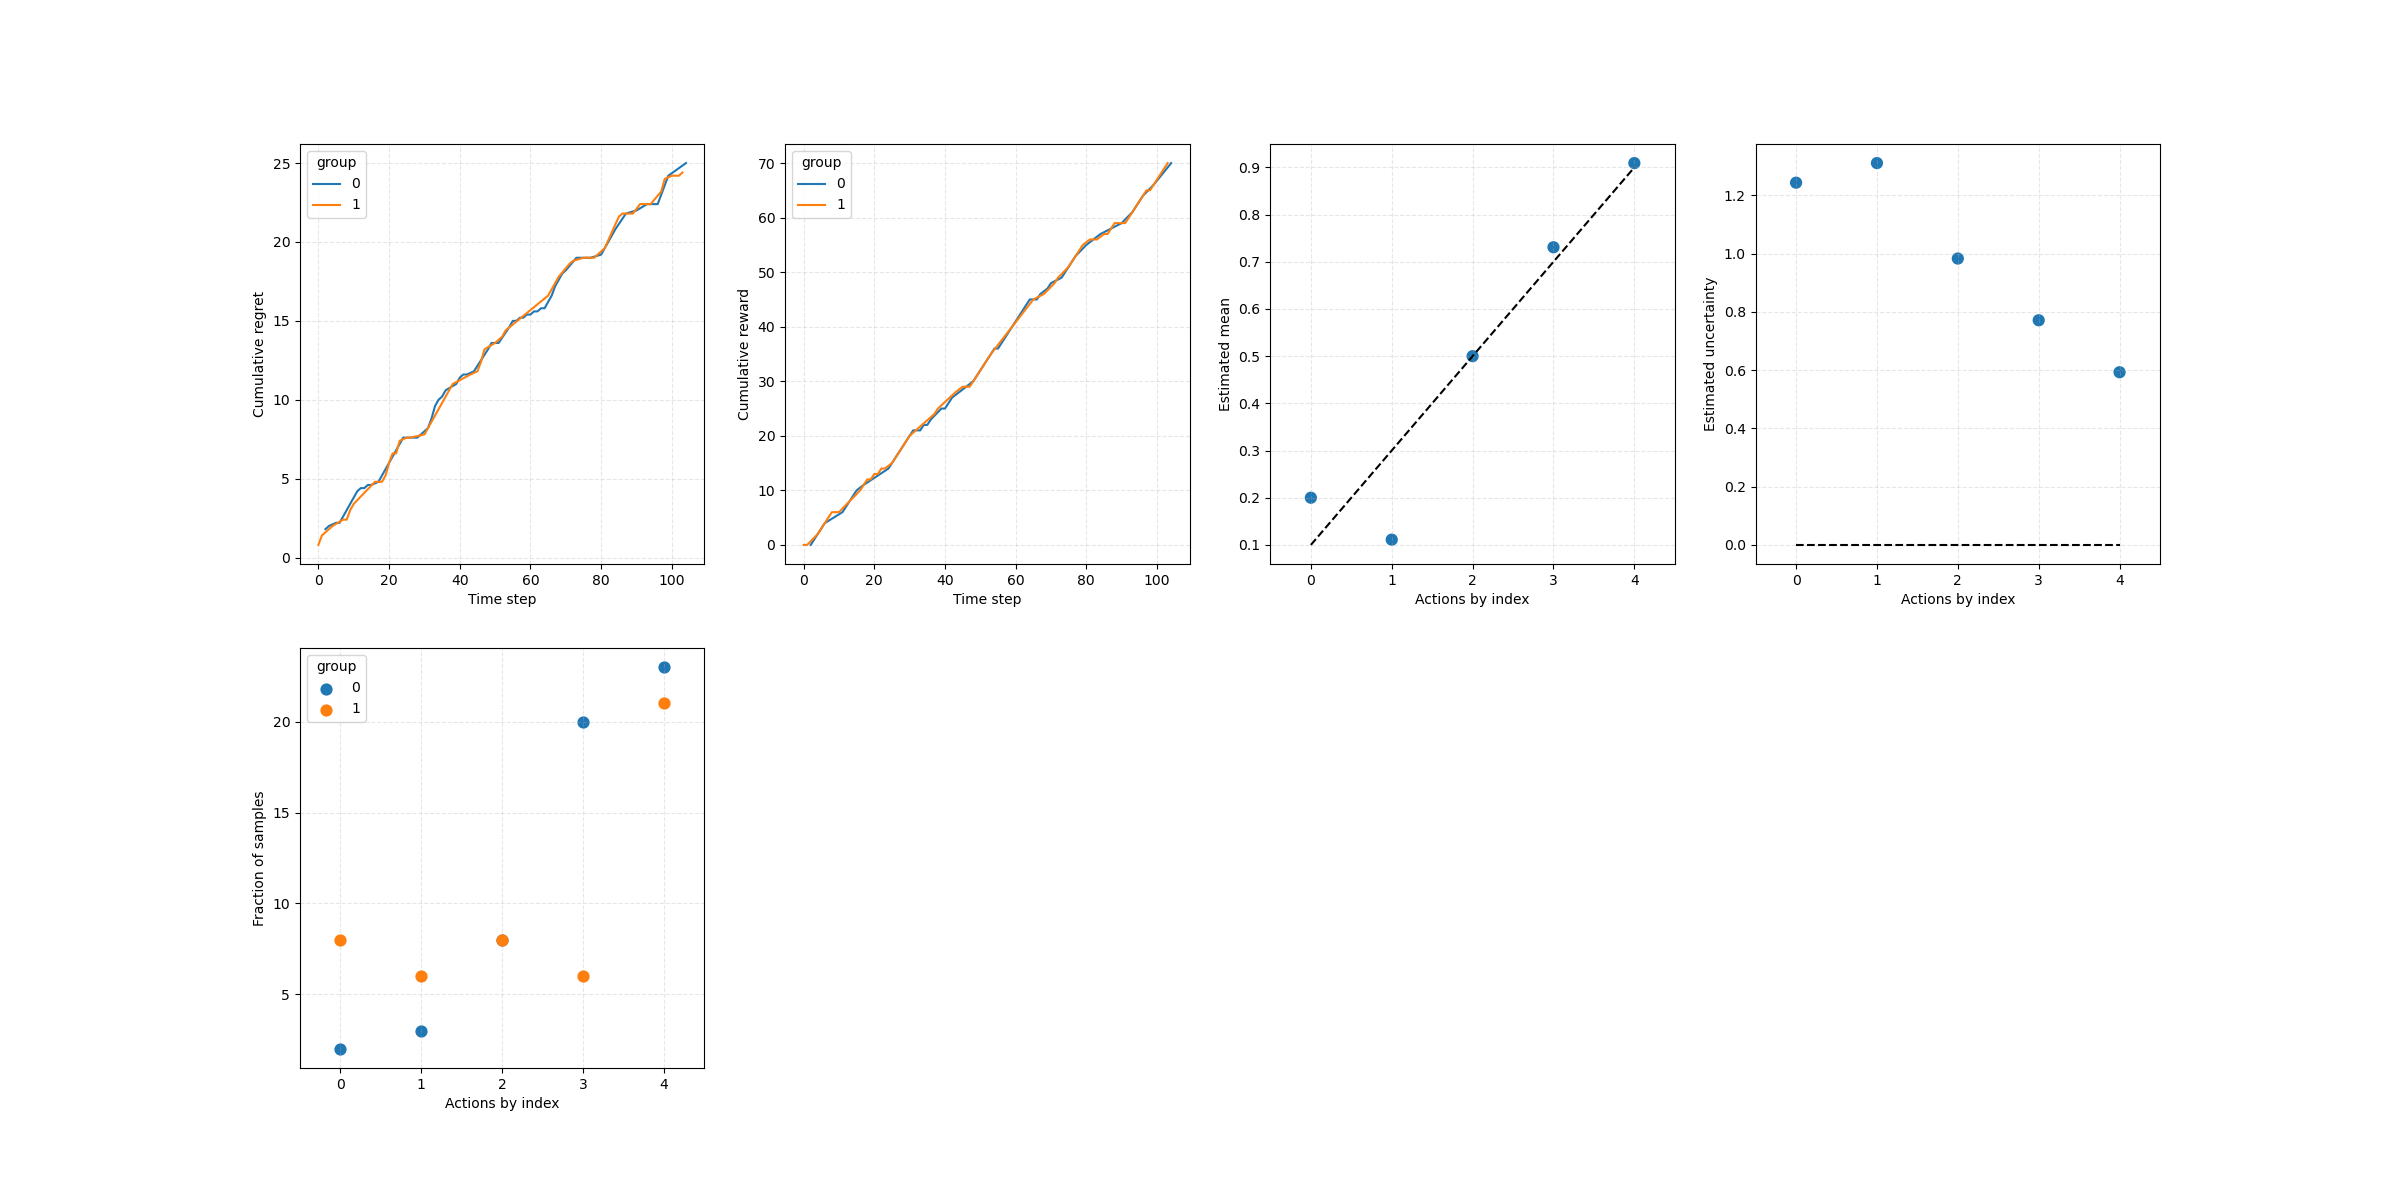 Cumulative regret
25
20
15
10
5
0
group
0
1
0 20 40 60 80 100
Time step
Cumulative reward
70
60
50
40
30
20
10
0
group
0
1
0 20 40 60 80 100
Time step
Estimated mean
0.9
0.8
0.7
0.6
0.5
0.4
0.3
0.2
0.1
0 1 2 3 4
Actions by index
Estimated uncertainty
1.2
1.0
0.8
0.6
0.4
0.2
0.0
0 1 2 3 4
Actions by index
Fraction of samples
20
15
10
5
group
0
1
0 1 2 3 4
Actions by index